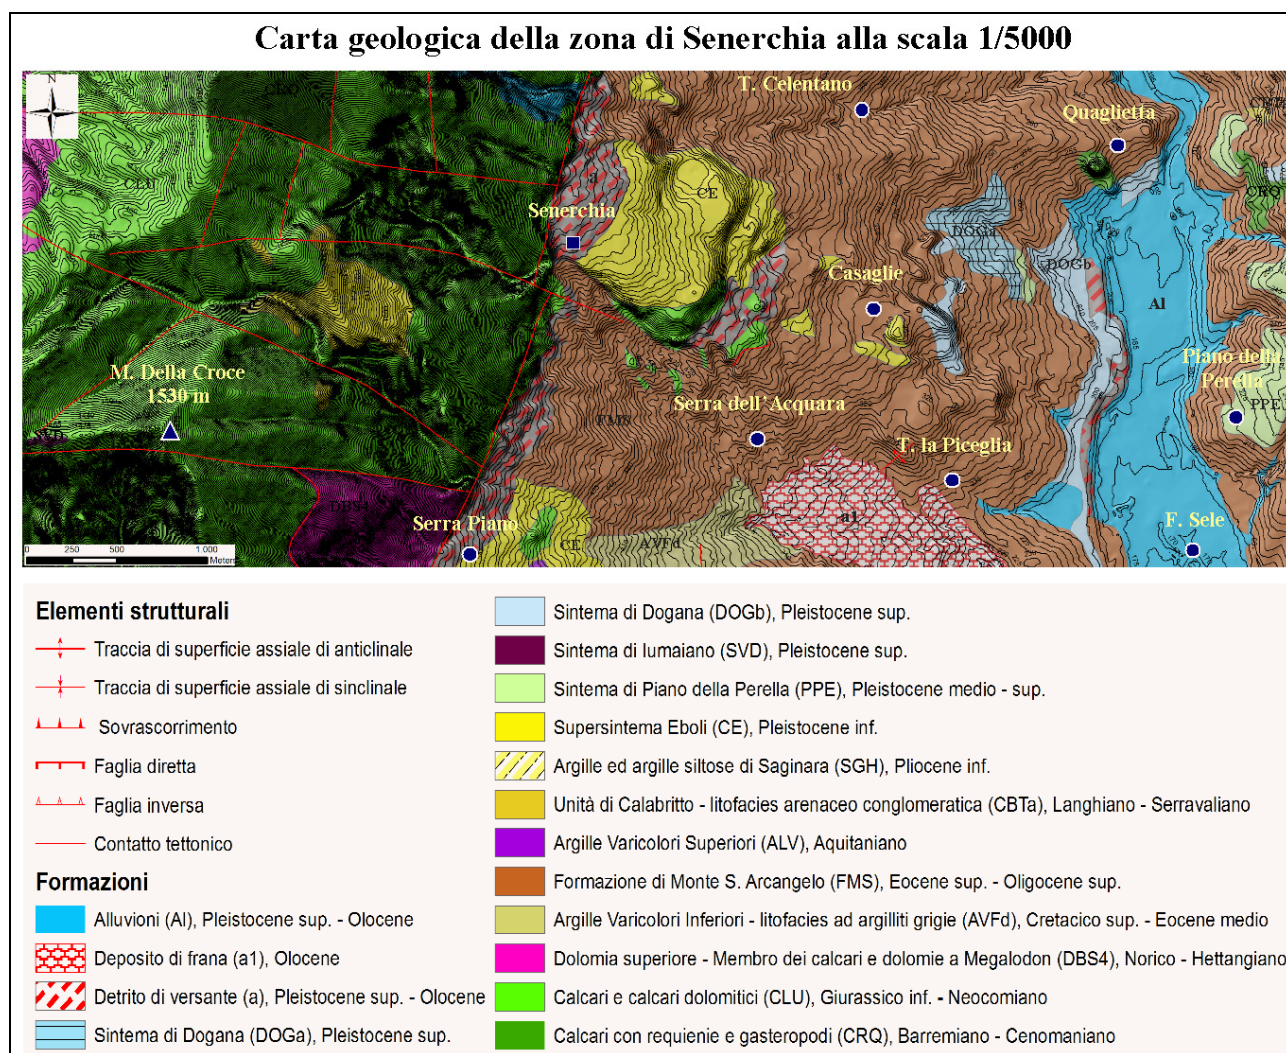 Carta geologica della zona di Senerchia alla scala 1/5000
N
CRQ
T. Celentano
Quaglietta
CLU
a
CE
Senerchia
CRQ
DOGa
DOGb
Casaglie
Al
M. Della Croce
1530 m
Piano della
Perella
PPE
SVD
FMS
Serra dell'Acquara
T. la Piceglia
DBS4
Serra Piano
a1
F. Sele
CE
AVFd
0 250 500 1.000
Meters
Elementi strutturali
Traccia di superficie assiale di anticlinale
Traccia di superficie assiale di sinclinale
Sovrascorrimento
Faglia diretta
Faglia inversa
Contatto tettonico
Formazioni
Alluvioni (Al), Pleistocene sup. - Olocene
Deposito di frana (a1), Olocene
Detrito di versante (a), Pleistocene sup. - Olocene
Sintema di Dogana (DOGa), Pleistocene sup.
Sintema di Dogana (DOGb), Pleistocene sup.
Sintema di Iumaiano (SVD), Pleistocene sup.
Sintema di Piano della Perella (PPE), Pleistocene medio - sup.
Supersintema Eboli (CE), Pleistocene inf.
Argille ed argille siltose di Saginara (SGH), Pliocene inf.
Unità di Calabritto - litofacies arenaceo conglomeratica (CBTa), Langhiano - Serravaliano
Argille Varicolori Superiori (ALV), Aquitaniano
Formazione di Monte S. Arcangelo (FMS), Eocene sup. - Oligocene sup.
Argille Varicolori Inferiori - litofacies ad argilliti grigie (AVFd), Cretacico sup. - Eocene medio
Dolomia superiore - Membro dei calcari e dolomie a Megalodon (DBS4), Norico - Hettangiano
Calcari e calcari dolomitici (CLU), Giurassico inf. - Neocomiano
Calcari con requienie e gasteropodi (CRQ), Barremiano - Cenomaniano